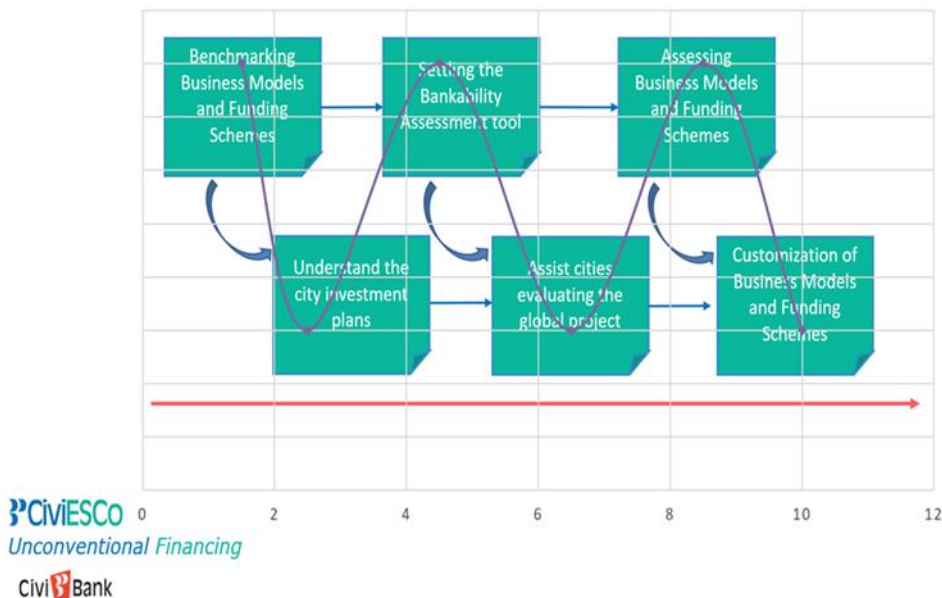 Benchmarking
Business Models
and Funding
Schemes
Setting the
Bankability
Assessment tool
Assessing
Business Models
and Funding
Schemes
Understand the
city investment
plans
Assist cities
evaluating the
global project
Customization of
Business Models
and Funding
Schemes
0 2 4 6 8 10 12
CiviESCo
Unconventional Financing
Civi Bank